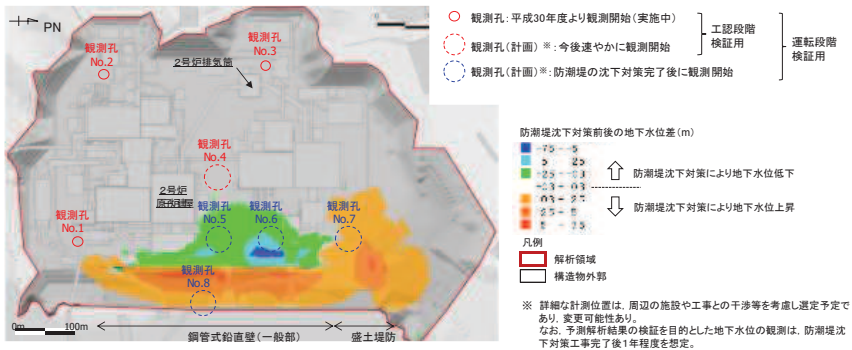 PN
観測孔
No.2
観測孔
No.3
2号炉排気筒
観測孔
No.4
2号炉
観測孔
No.1
観測孔
No.5
観測孔
No.6
観測孔
No.7
観測孔
No.8
0m
100m
鋼管式鉛直壁(一般部)
盛土堤防
観測孔:平成30年度より観測開始(実施中)
観測孔(計画)※:今後速やかに観測開始
観測孔(計画)※:防潮堤の沈下対策完了後に観測開始
工認段階
検証用
運転段階
検証用
防潮堤沈下対策前後の地下水位差(m)
防潮堤沈下対策により地下水位低下
防潮堤沈下対策により地下水位上昇
凡例
解析領域
構造物外郭
※ 詳細な計測位置は,周辺の施設や工事との干渉等を考慮し選定予定で
あり,変更可能性あり。
なお,予測解析結果の検証を目的とした地下水位の観測は,防潮堤沈
下対策工事完了後1年程度を想定。